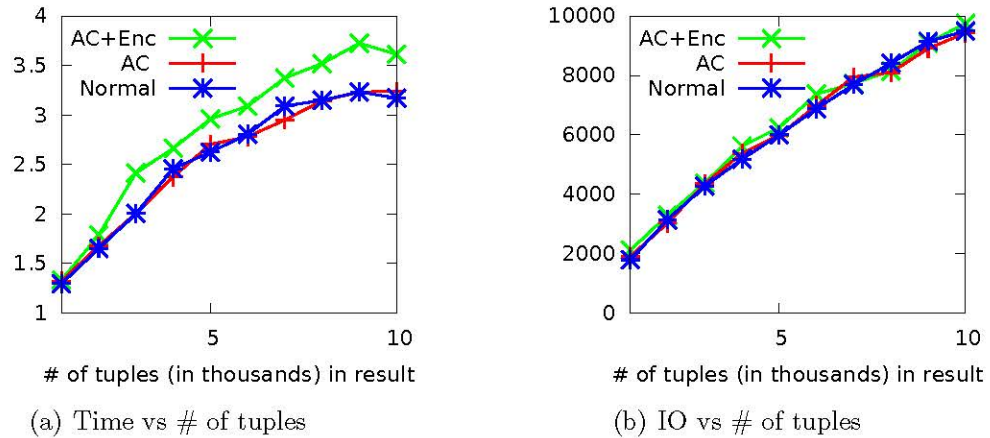 4
3.5
3
2.5
2
1.5
1
AC+Enc
AC
Normal
5
10
# of tuples (in thousands) in result
(a) Time vs # of tuples
10000
8000
6000
4000
2000
0
AC+Enc
AC
Normal
5
10
# of tuples (in thousands) in result
(b) IO vs # of tuples